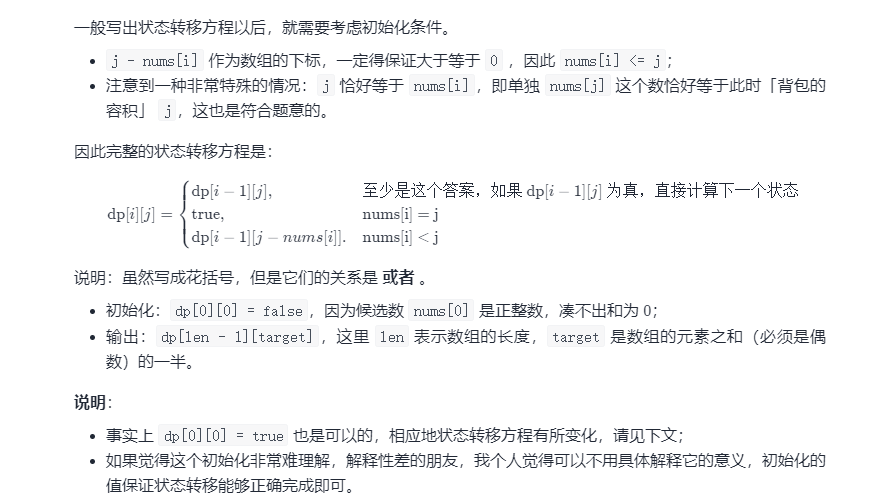 一般写出状态转移方程以后，就需要考虑初始化条件。
• j - nums[i] 作为数组的下标，一定得保证大于等于 0 ，因此 nums[i] <= j；
• 注意到一种非常特殊的情况：j 恰好等于 nums[i]，即单独 nums[j] 这个数恰好等于此时「背包的
容积」 j，这也是符合题意的。
因此完整的状态转移方程是：
dp[i − 1][j], 至少是这个答案，如果 dp[i − 1][j] 为真，直接计算下一个状态
dp[i][j] = { true, nums[i] = j
dp[i − 1][j − nums[i]]. nums[i] < j
说明：虽然写成花括号，但是它们的关系是 或者 。
• 初始化：dp[0][0] = false，因为候选数 nums[0] 是正整数，凑不出和为 0；
• 输出：dp[len - 1][target]，这里 len 表示数组的长度，target 是数组的元素之和（必须是偶
数）的一半。
说明：
• 事实上 dp[0][0] = true 也是可以的，相应地状态转移方程有所变化，请见下文；
• 如果觉得这个初始化非常难理解，解释性差的朋友，我个人觉得可以不用具体解释它的意义，初始化的
值保证状态转移能够正确完成即可。